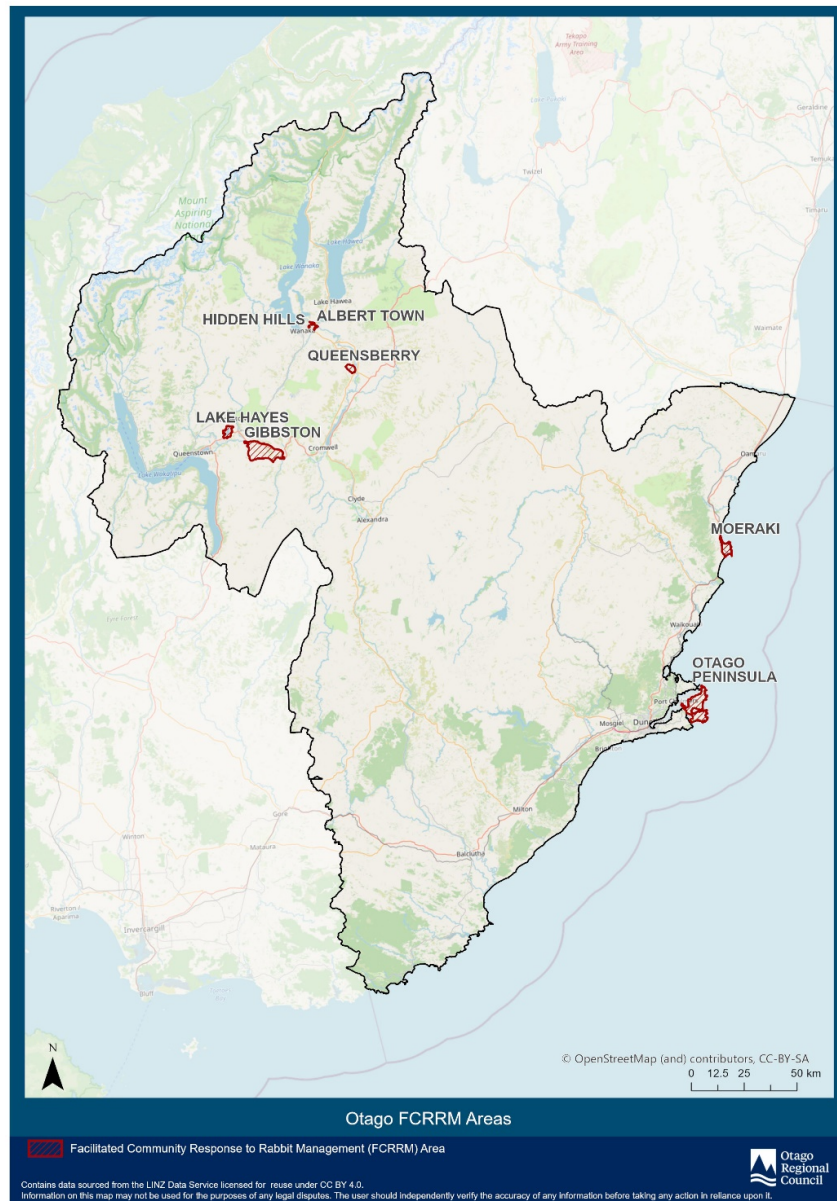 Tekapo
Army Training
Area
Lake Pukaki
Geraldine
Twizel
Temuka
Mount
Aspiring
National
Timaru
Lake Hawea
Lake Wanaka
Lake Hawea
HIDDEN HILLS
ALBERT TOWN
Wanaka
Waimate
QUEENSBERRY
LAKE HAYES
GIBBSTON
Queenstown
Cromwell
Lake Wakatipu
Clyde
Alexandra
MOERAKI
Eyre Forest
OTAGO
PENINSULA
Mosgiel
Milton
Gore
Balclutha
Winton
Mataura
Riverton /
Aparima
Invercargill
Bluff
N
© OpenStreetMap (and) contributors, CC-BY-SA
0 12.5 25 50 km
Otago FCRRM Areas
Facilitated Community Response to Rabbit Management (FCRRM) Area
Otago
Regional
Council
Contains data sourced from the LINZ Data Service licensed for reuse under CC BY 4.0.
Information on this map may not be used for the purposes of any legal disputes. The user should independently verify the accuracy of any information before taking any action in reliance upon it.